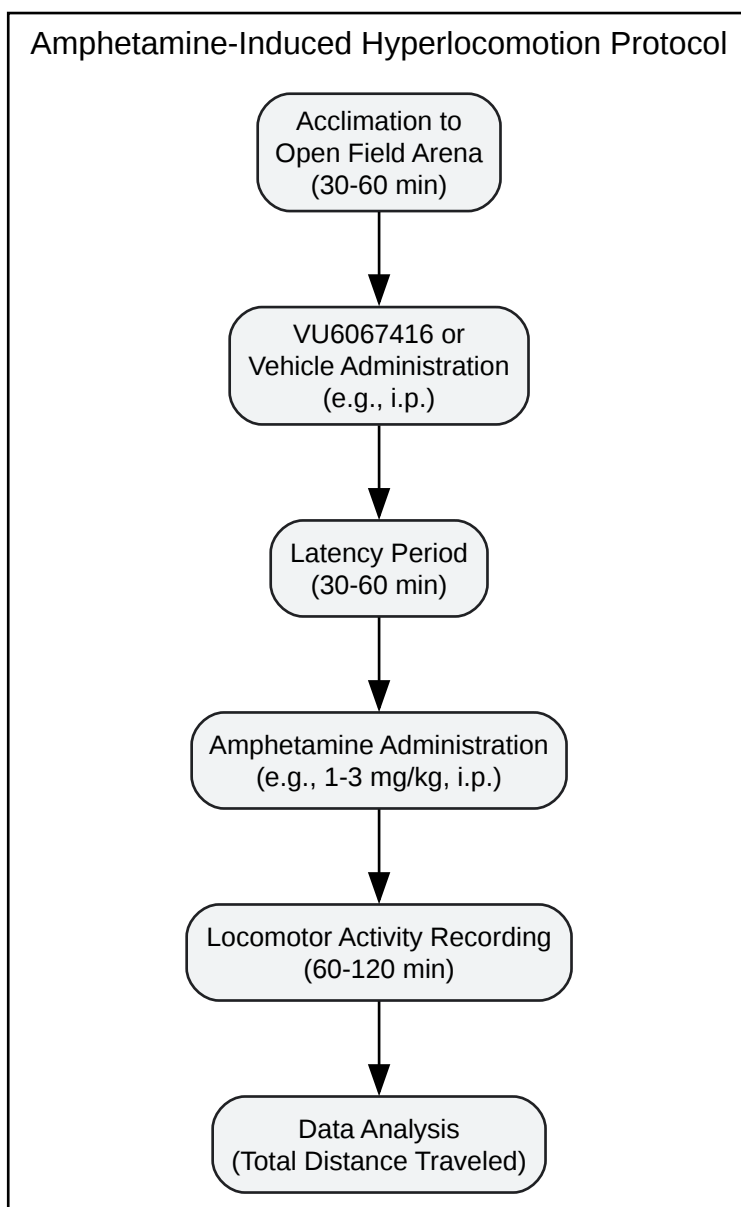 Amphetamine-Induced Hyperlocomotion Protocol
Acclimation to
Open Field Arena
(30-60 min)
VU6067416 or
Vehicle Administration
(e.g., i.p.)
Latency Period
(30-60 min)
Amphetamine Administration
(e.g., 1-3 mg/kg, i.p.)
Locomotor Activity Recording
(60-120 min)
Data Analysis
(Total Distance Traveled)